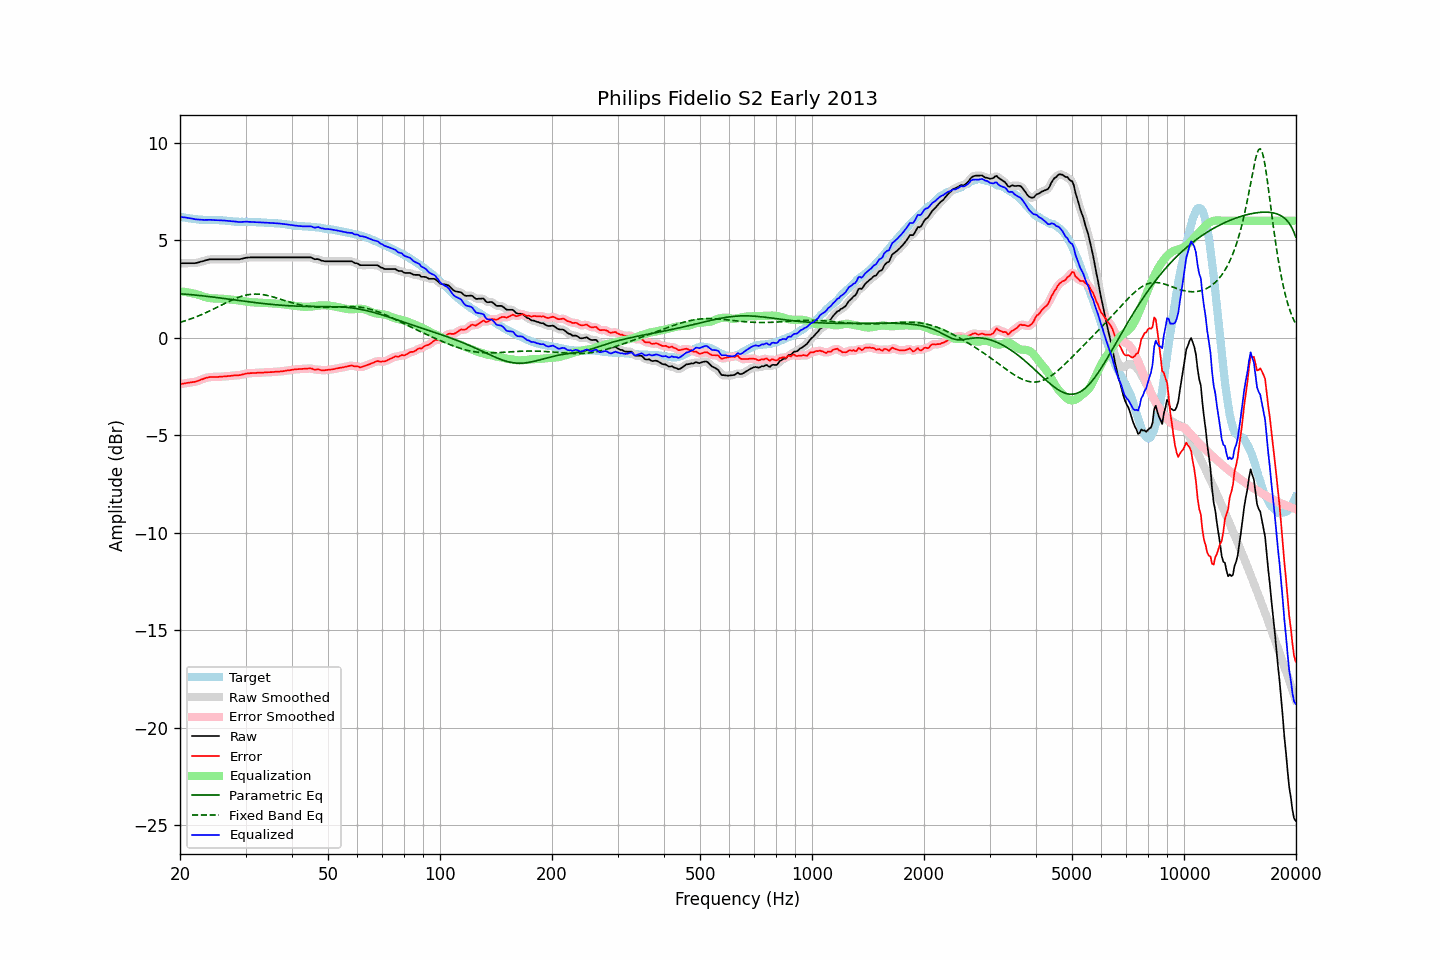 Philips Fidelio S2 Early 2013
Amplitude (dBr)
10
5
0
−5
−10
−15
−20
−25
Target
Raw Smoothed
Error Smoothed
Raw
Error
Equalization
Parametric Eq
Fixed Band Eq
Equalized
20 50 100 200 500 1000 2000 5000 10000 20000
Frequency (Hz)